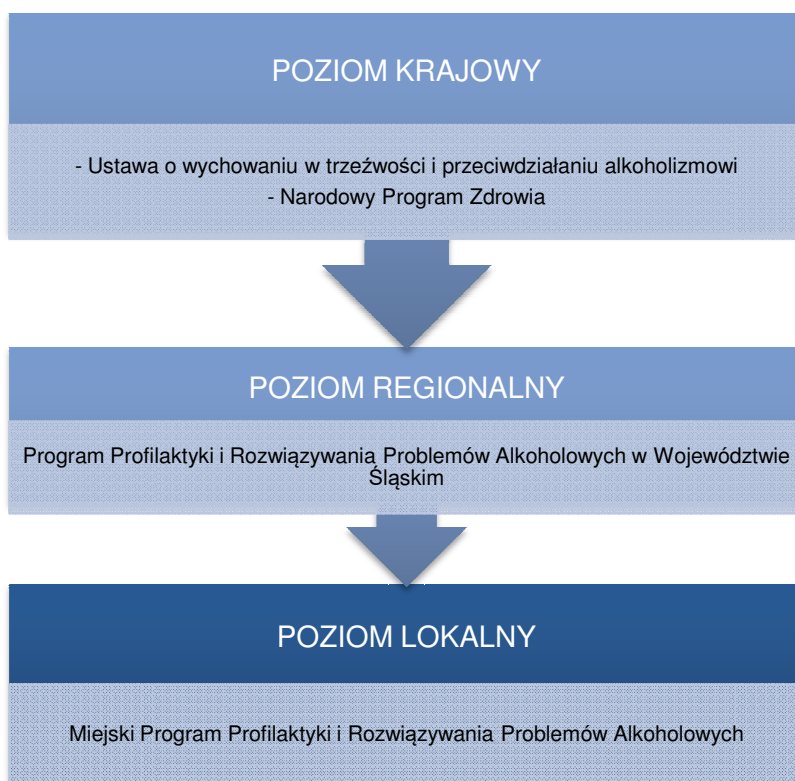 POZIOM KRAJOWY
- Ustawa o wychowaniu w trzeźwości i przeciwdziałaniu alkoholizmowi
- Narodowy Program Zdrowia
POZIOM REGIONALNY
Program Profilaktyki i Rozwiązywania Problemów Alkoholowych w Województwie
Śląskim
POZIOM LOKALNY
Miejski Program Profilaktyki i Rozwiązywania Problemów Alkoholowych